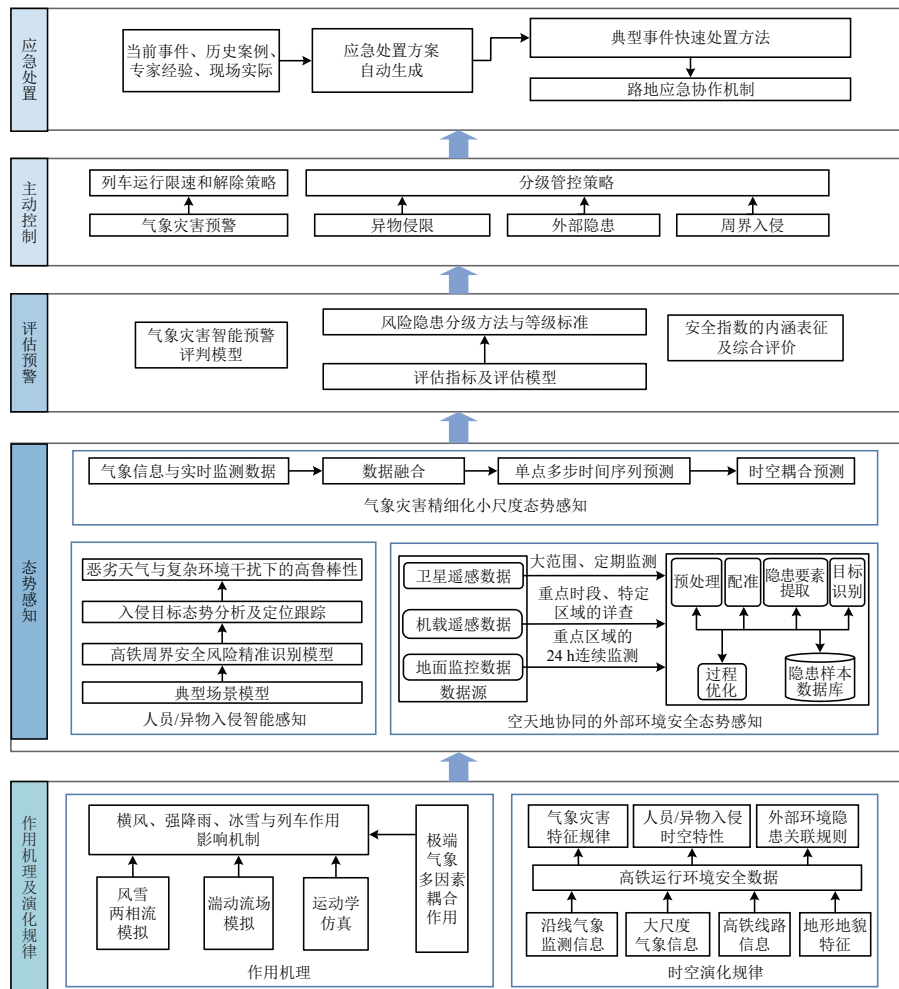 应急处置
当前事件、历史案例、
专家经验、现场实际
应急处置方案
自动生成
典型事件快速处置方法
路地应急协作机制
主动控制
列车运行限速和解除策略
气象灾害预警
分级管控策略
异物侵限
外部隐患
周界入侵
评估预警
气象灾害智能预警
评判模型
风险隐患分级方法与等级标准
评估指标及评估模型
安全指数的内涵表征
及综合评价
态势感知
气象信息与实时监测数据
数据融合
单点多步时间序列预测
时空耦合预测
气象灾害精细化小尺度态势感知
恶劣天气与复杂环境干扰下的高鲁棒性
入侵目标态势分析及定位跟踪
高铁周界安全风险精准识别模型
典型场景模型
人员/异物入侵智能感知
卫星遥感数据
机载遥感数据
地面监控数据
数据源
大范围、定期监测
重点时段、特定
区域的详查
重点区域的
24 h连续监测
预处理
配准
隐患要素
提取
目标
识别
过程
优化
隐患样本
数据库
空天地协同的外部环境安全态势感知
作用机理及演化规律
横风、强降雨、冰雪与列车作用
影响机制
风雪
两相流
模拟
湍动流场
模拟
运动学
仿真
极端
气象
多因素
耦合
作用
作用机理
气象灾害
特征规律
人员/异物入侵
时空特性
外部环境隐
患关联规则
高铁运行环境安全数据
沿线气象
监测信息
大尺度
气象信息
高铁线路
信息
地形地貌
特征
时空演化规律